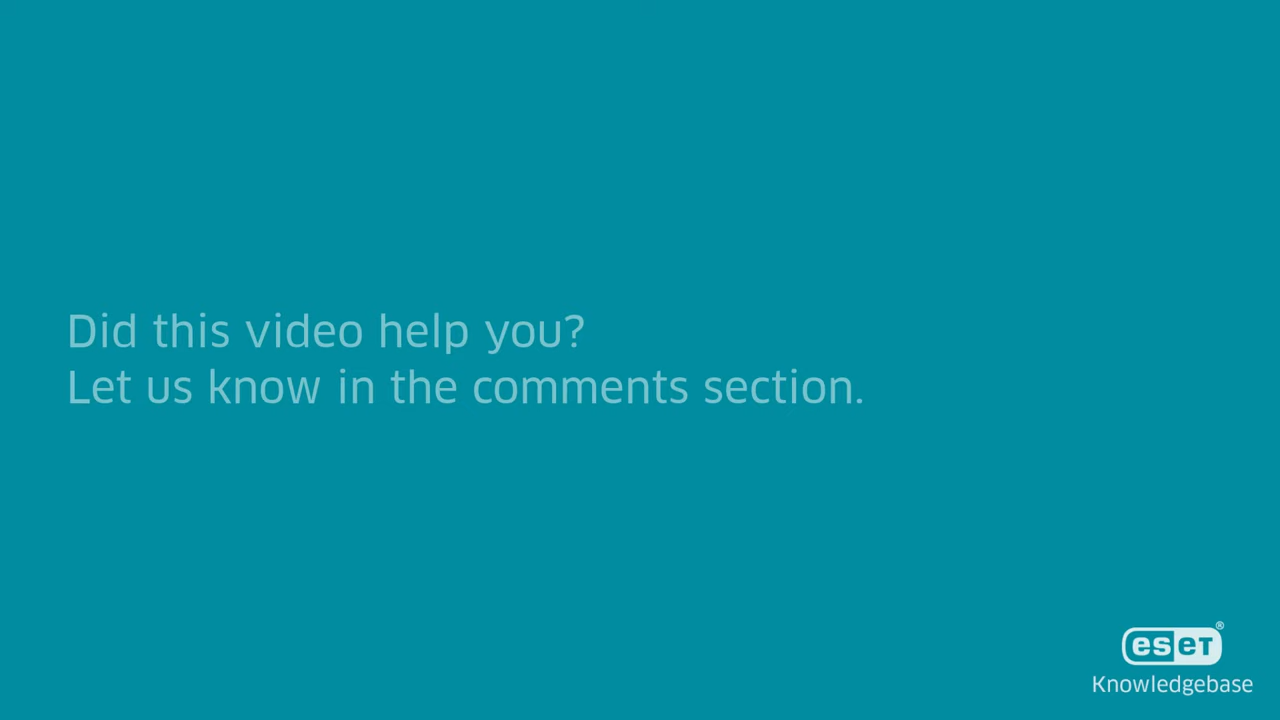 Did this video help you?
Let us know in the comments section.
eset®
Knowledgebase